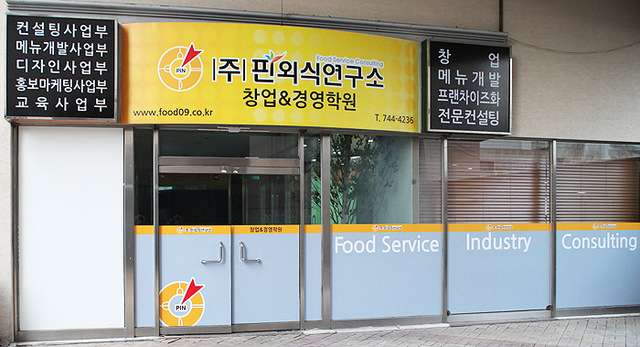 컨설팅사업부
메뉴개발사업부
디자인사업부
홍보마케팅사업부
교육사업부
PIN
Food Service Consulting
(주)핀외식연구소
창업&경영학원
www.food09.co.kr
T. 744-4236
창업
메뉴개발
프랜차이즈화
전문컨설팅
창업&경영학원
Food Service
Industry
Consulting
PIN